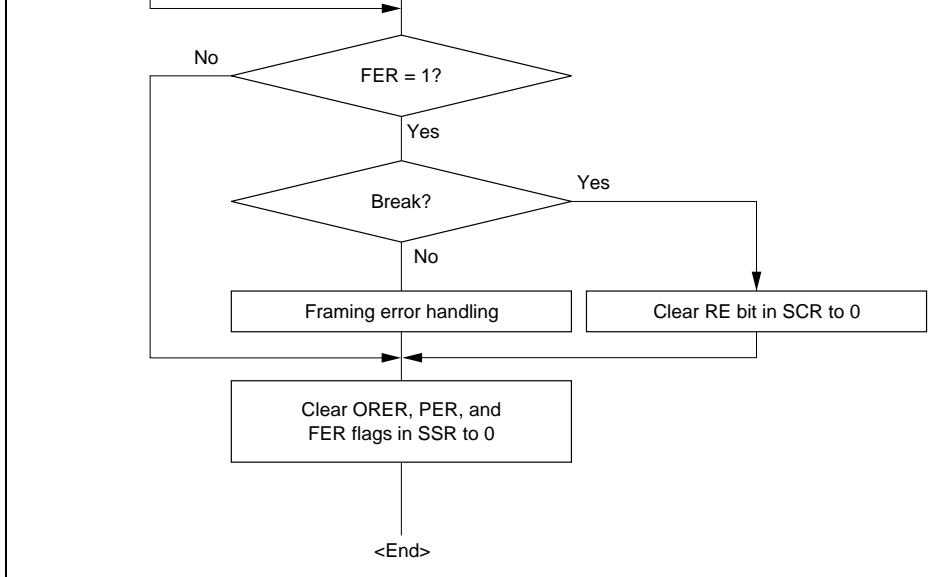 No
FER = 1?
Yes
Break?
Yes
No
Framing error handling
Clear RE bit in SCR to 0
Clear ORER, PER, and
FER flags in SSR to 0
<End>